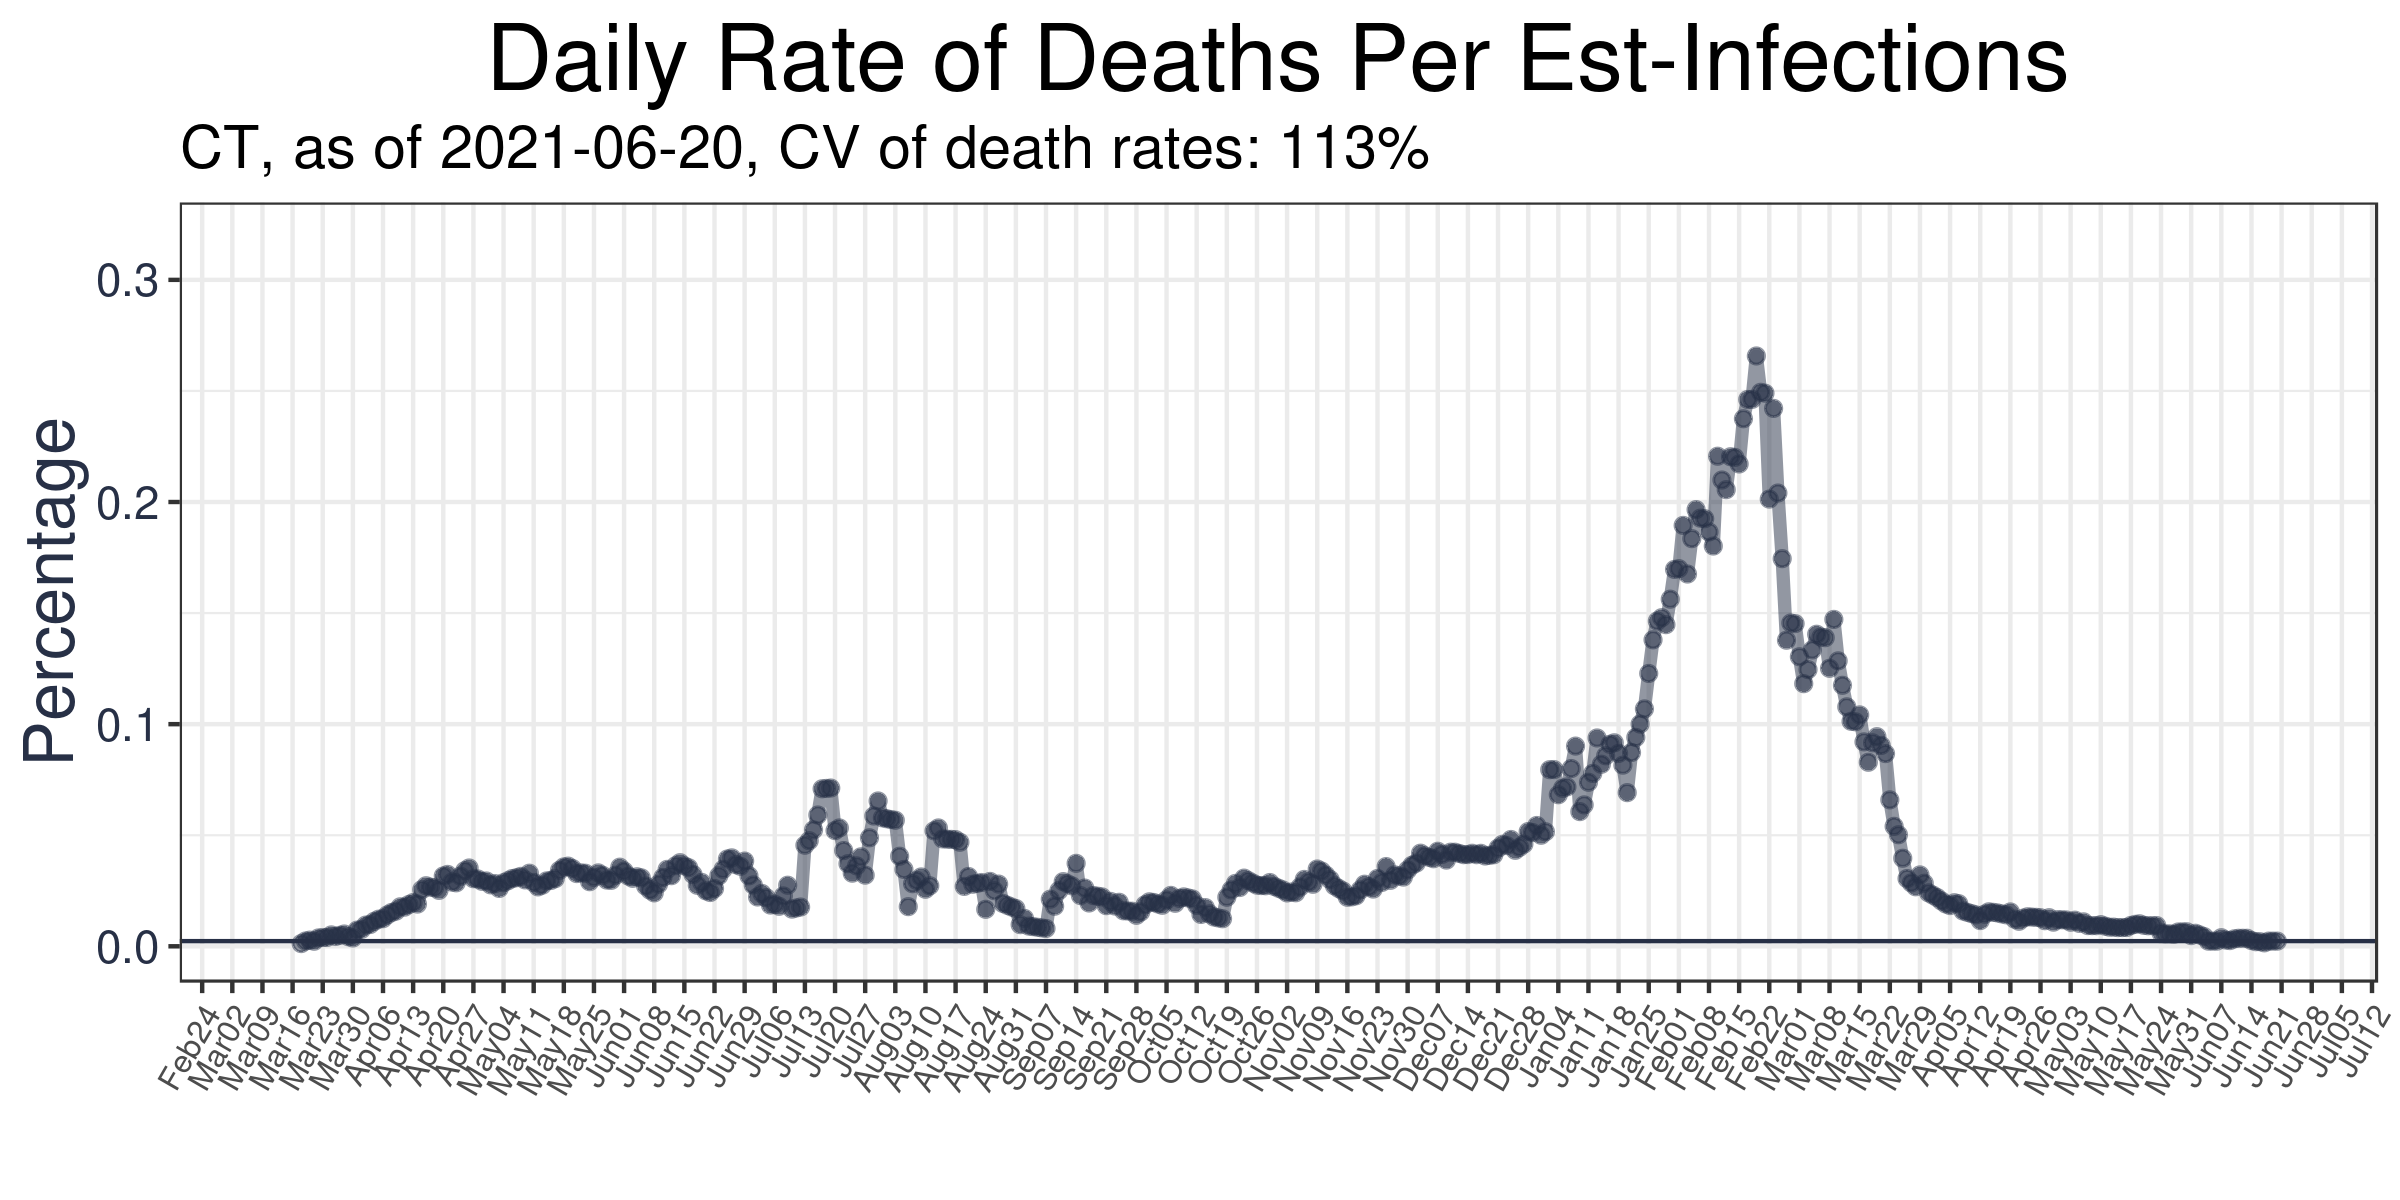 Daily Rate of Deaths Per Est-Infections
CT, as of 2021-06-20, CV of death rates: 113%
Percentage
0.3
0.2
0.1
0.0
Feb24
Mar02
Mar09
Mar16
Mar23
Mar30
Apr06
Apr13
Apr20
Apr27
May04
May11
May18
May25
Jun01
Jun08
Jun15
Jun22
Jun29
Jul06
Jul13
Jul20
Jul27
Aug03
Aug10
Aug17
Aug24
Aug31
Sep07
Sep14
Sep21
Sep28
Oct05
Oct12
Oct19
Oct26
Nov02
Nov09
Nov16
Nov23
Nov30
Dec07
Dec14
Dec21
Dec28
Jan04
Jan11
Jan18
Jan25
Feb01
Feb08
Feb15
Feb22
Mar01
Mar08
Mar15
Mar22
Mar29
Apr05
Apr12
Apr19
Apr26
May03
May10
May17
May24
May31
Jun07
Jun14
Jun21
Jun28
Jul05
Jul12